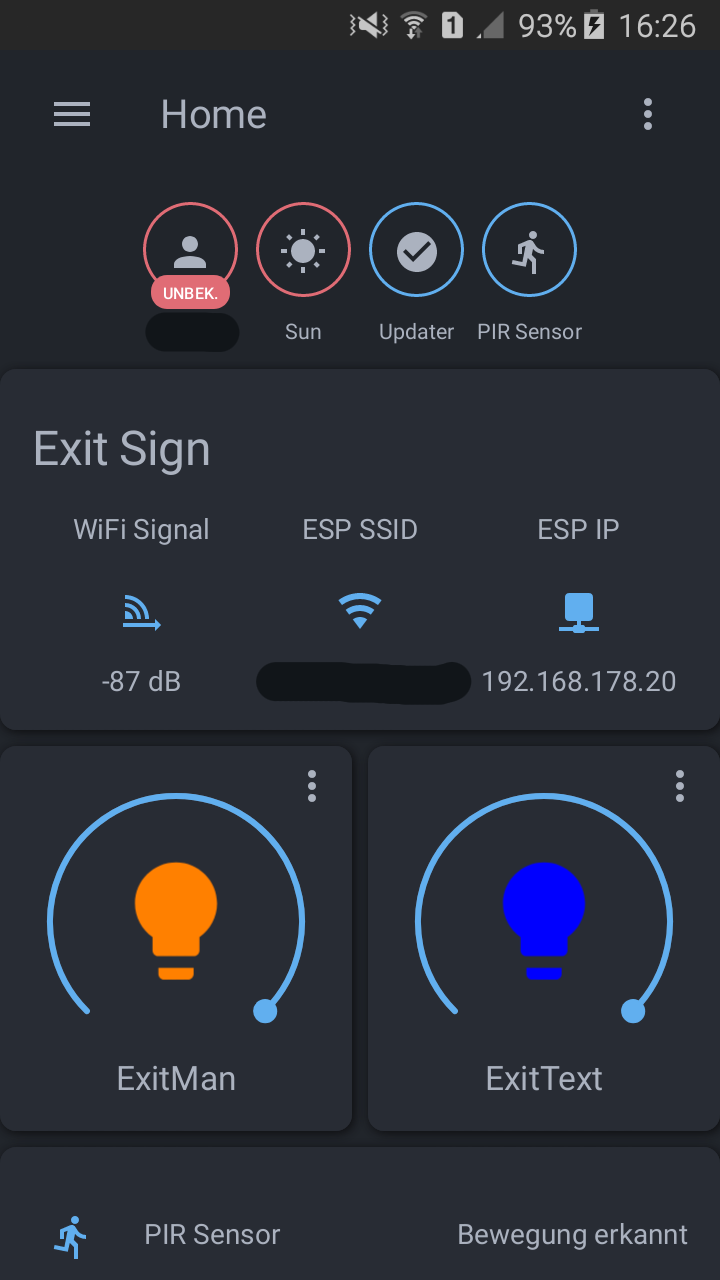 1 93% 16:26
Home
UNBEK.
Sun Updater PIR Sensor
Exit Sign
WiFi Signal ESP SSID ESP IP
-87 dB 192.168.178.20
ExitMan ExitText
PIR Sensor Bewegung erkannt